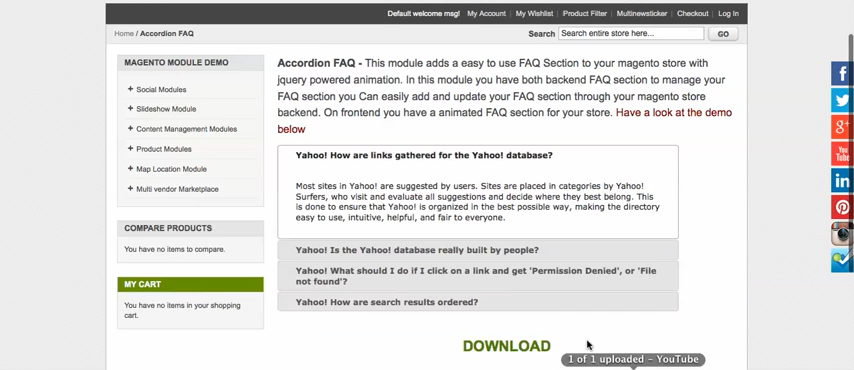 Default welcome msg! My Account | My Wishlist | Product Filter | Multinewsticker | Checkout | Log In
Home / Accordion FAQ
Search Search entire store here... GO
MAGENTO MODULE DEMO
+ Social Modules
+ Slideshow Module
+ Content Management Modules
+ Product Modules
+ Map Location Module
+ Multi vendor Marketplace
COMPARE PRODUCTS
You have no items to compare.
MY CART
You have no items in your shopping
cart.
Accordion FAQ - This module adds a easy to use FAQ Section to your magento store with
jquery powered animation. In this module you have both backend FAQ section to manage your
FAQ section you Can easily add and update your FAQ section through your magento store
backend. On frontend you have a animated FAQ section for your store. Have a look at the demo
below
Yahoo! How are links gathered for the Yahoo! database?
Most sites in Yahoo! are suggested by users. Sites are placed in categories by Yahoo!
Surfers, who visit and evaluate all suggestions and decide where they best belong. This
is done to ensure that Yahoo! is organized in the best possible way, making the directory
easy to use, intuitive, helpful, and fair to everyone.
Yahoo! Is the Yahoo! database really built by people?
Yahoo! What should I do if I click on a link and get 'Permission Denied', or 'File
not found'?
Yahoo! How are search results ordered?
DOWNLOAD
1 of 1 uploaded – YouTube
f
g+
You
Tube
in